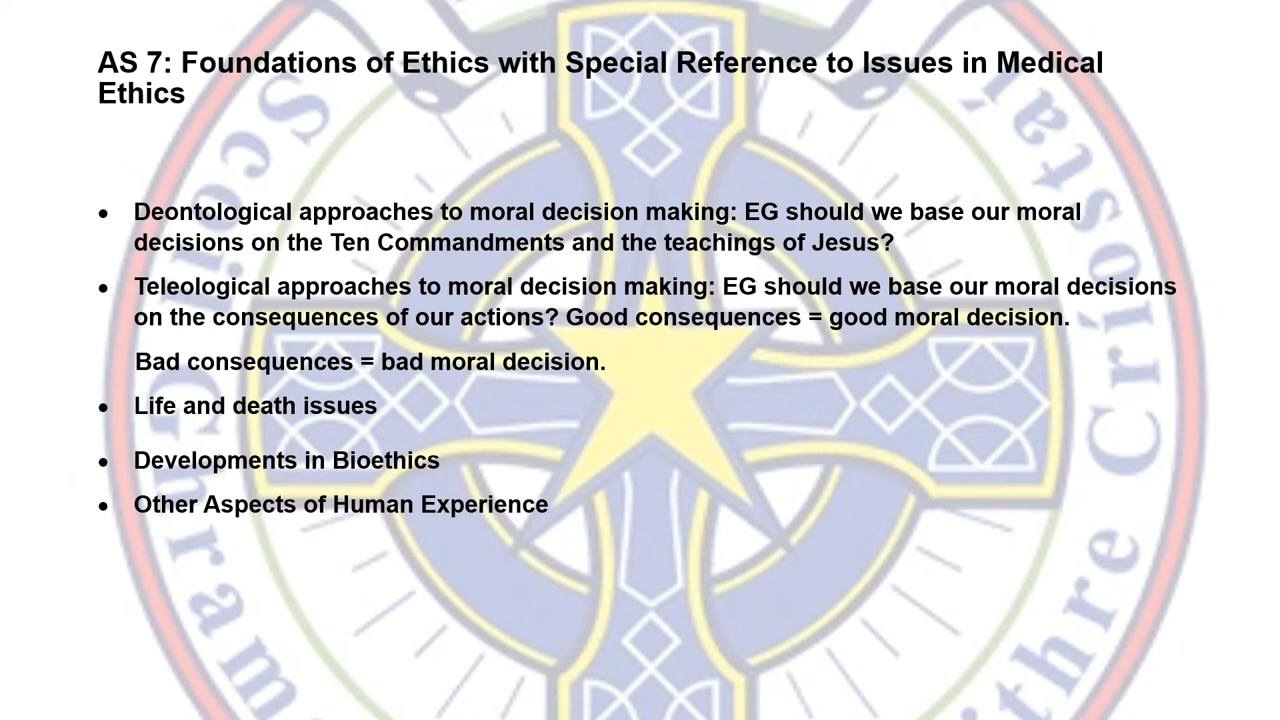 AS 7: Foundations of Ethics with Special Reference to Issues in Medical
Ethics
• Deontological approaches to moral decision making: EG should we base our moral
decisions on the Ten Commandments and the teachings of Jesus?
• Teleological approaches to moral decision making: EG should we base our moral decisions
on the consequences of our actions? Good consequences = good moral decision.
Bad consequences = bad moral decision.
• Life and death issues
• Developments in Bioethics
• Other Aspects of Human Experience